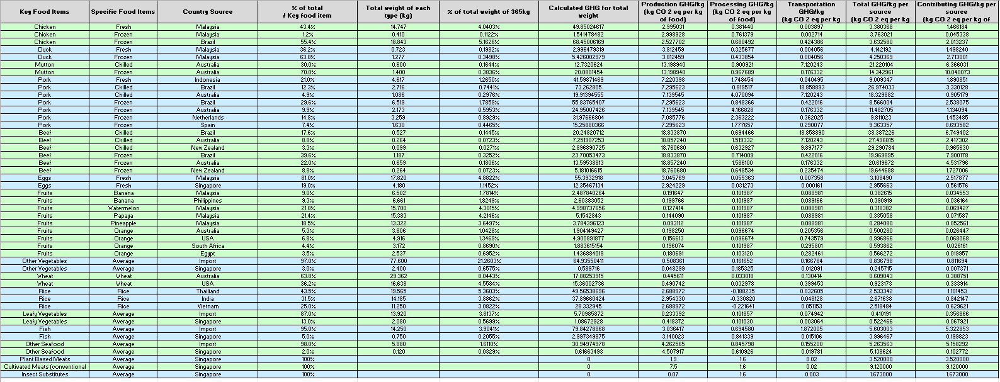 Key Food Items Specific Food Items Country Source % of total / Key food item Total weight of each type (kg) % of total weight of 365kg Calculated GHG for total weight Production GHG/kg (kg CO 2 eq per kg of food) Processing GHG/kg (kg CO 2 eq per kg of food) Transportation GHG/kg (kg CO 2 eq per kg Total GHG/kg per source (kg CO 2 eq per kg Contributing GHG/kg per source (kg CO 2 eq per kg of
Chicken Fresh Malaysia 43.4% 14.747 4.0403% 49.85024617 2.995031 0.381440 0.003897 3.380368 1.466184
Chicken Frozen Malaysia 1.2% 0.410 0.1122% 1.541478482 2.998928 0.761379 0.002714 3.763021 0.045338
Chicken Frozen Brazil 55.4% 18.843 5.1626% 68.45006169 2.527702 0.680492 0.424386 3.632580 2.013237
Duck Fresh Malaysia 36.2% 0.723 0.1982% 2.996479319 3.812459 0.325677 0.004056 4.142192 1.498240
Duck Frozen Malaysia 63.8% 1.277 0.3498% 5.426002979 3.812459 0.433854 0.004056 4.250369 2.713001
Mutton Chilled Australia 30.0% 0.600 0.1644% 12.7320624 13.198940 0.900921 7.120243 21.220104 6.366031
Mutton Frozen Australia 70.0% 1.400 0.3836% 20.0801454 13.198940 0.967689 0.176332 14.342961 10.040073
Pork Fresh Indonesia 21.0% 4.617 1.2650% 41.59871469 7.220398 1.748454 0.040495 9.009347 1.890851
Pork Chilled Brazil 12.3% 2.716 0.7441% 73.262805 7.295623 0.819517 18.858893 26.974033 3.330128
Pork Chilled Australia 4.9% 1.086 0.2976% 19.91394555 7.139545 4.070094 7.120243 18.329882 0.905179
Pork Frozen Brazil 29.6% 6.519 1.7859% 55.83765407 7.295623 0.848366 0.422016 8.566004 2.538075
Pork Frozen Australia 9.9% 2.173 0.5953% 24.95007426 7.139545 4.166828 0.176332 11.482705 1.134094
Pork Frozen Netherlands 14.8% 3.259 0.8929% 31.97666804 7.085776 2.363222 0.362025 9.811023 1.453485
Pork Frozen Spain 7.4% 1.630 0.4465% 15.25880366 7.295623 1.777657 0.290077 9.363357 0.693582
Beef Chilled Brazil 17.6% 0.527 0.1445% 20.24820712 18.833870 0.694466 18.858890 38.387226 6.749402
Beef Chilled Australia 8.8% 0.264 0.0723% 7.251907253 18.857240 1.519332 7.120243 27.496815 2.417302
Beef Chilled New Zealand 3.3% 0.099 0.0271% 2.896890725 18.760680 0.632927 9.897177 29.290784 0.965630
Beef Frozen Brazil 39.6% 1.187 0.3252% 23.70053473 18.833870 0.714009 0.422016 19.969895 7.900178
Beef Frozen Australia 22.0% 0.659 0.1806% 13.59538813 18.857240 1.586100 0.176332 20.619672 4.531796
Beef Frozen New Zealand 8.8% 0.264 0.0723% 5.181016615 18.760680 0.648534 0.235474 19.644688 1.727006
Eggs Fresh Malaysia 81.0% 17.820 4.8822% 55.3932918 3.045769 0.055363 0.007358 3.108490 2.517877
Eggs Fresh Singapore 19.0% 4.180 1.1452% 12.35467134 2.924229 0.031273 0.000161 2.955663 0.561576
Fruits Banana Malaysia 9.0% 6.502 1.7814% 2.487840264 0.191647 0.101987 0.088981 0.382615 0.034553
Fruits Banana Philippines 9.3% 6.661 1.8249% 2.60383052 0.199766 0.101987 0.089166 0.390919 0.036164
Fruits Watermelon Malaysia 21.8% 15.700 4.3015% 4.998737656 0.127414 0.101987 0.088981 0.318382 0.069427
Fruits Papaya Malaysia 21.4% 15.383 4.2146% 5.1542843 0.144090 0.101987 0.088981 0.335058 0.071587
Fruits Pineapple Malaysia 18.5% 13.322 3.6497% 3.784396123 0.093112 0.101987 0.088981 0.284080 0.052561
Fruits Orange Australia 5.3% 3.806 1.0428% 1.904149427 0.198250 0.096674 0.205356 0.500280 0.026447
Fruits Orange USA 6.8% 4.916 1.3469% 4.900891877 0.156613 0.096674 0.743579 0.996866 0.068068
Fruits Orange South Africa 4.4% 3.172 0.8690% 1.883615154 0.196074 0.101987 0.295801 0.593862 0.026161
Fruits Orange Egypt 3.5% 2.537 0.6952% 1.436884018 0.180691 0.103120 0.282461 0.566272 0.019957
Other Vegetables Average Import 97.0% 77.600 21.2603% 64.93550411 0.508361 0.161652 0.166784 0.836798 0.811694
Other Vegetables Average Singapore 3.0% 2.400 0.6575% 0.589716 0.048299 0.185325 0.012091 0.245715 0.007371
Wheat Wheat Australia 63.8% 29.362 8.0443% 17.88253915 0.445611 0.033018 0.130414 0.609043 0.388751
Wheat Wheat USA 36.2% 16.638 4.5584% 15.36002736 0.490742 0.032978 0.399453 0.923173 0.333914
Rice Rice Thailiand 43.5% 19.565 5.3603% 49.56538696 2.688972 -0.188235 0.032605 2.533342 1.101453
Rice Rice India 31.5% 14.185 3.8862% 37.89660424 2.954330 -0.330820 0.048128 2.671638 0.842147
Rice Rice Vietnam 25.0% 11.250 3.0822% 28.332945 2.688972 -0.221641 0.051153 2.518484 0.629621
Leafy Vegetables Average Import 87.0% 13.920 3.8137% 5.70985872 0.233392 0.101857 0.074942 0.410191 0.356866
Leafy Vegetables Average Singapore 13.0% 2.080 0.5699% 1.08672928 0.418372 0.101030 0.003064 0.522466 0.067921
Fish Average Import 95.0% 14.250 3.9041% 79.84278868 3.036417 0.694580 1.872005 5.603003 5.322853
Fish Average Singapore 5.0% 0.750 0.2055% 2.997349875 3.140023 0.841339 0.015106 3.996467 0.199823
Other Seafood Average Import 98.0% 5.880 1.6110% 30.94974978 4.262565 0.845798 0.155200 5.263563 5.158292
Other Seafood Average Singapore 2.0% 0.120 0.0329% 0.61663493 4.507917 0.610926 0.019781 5.138624 0.102772
Plant Based Meats Average Singapore 100% 0 1.9 1.6 0.02 3.520000 3.520000
Cultivated Meats (conventional Average Singapore 100% 0 7.5 1.6 0.02 9.120000 9.120000
Insect Substitutes Average Singapore 100% 0 0.07 1.6 0.003 1.673000 1.673000